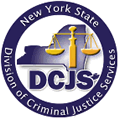 New York State
DCJS
Division of Criminal Justice Services